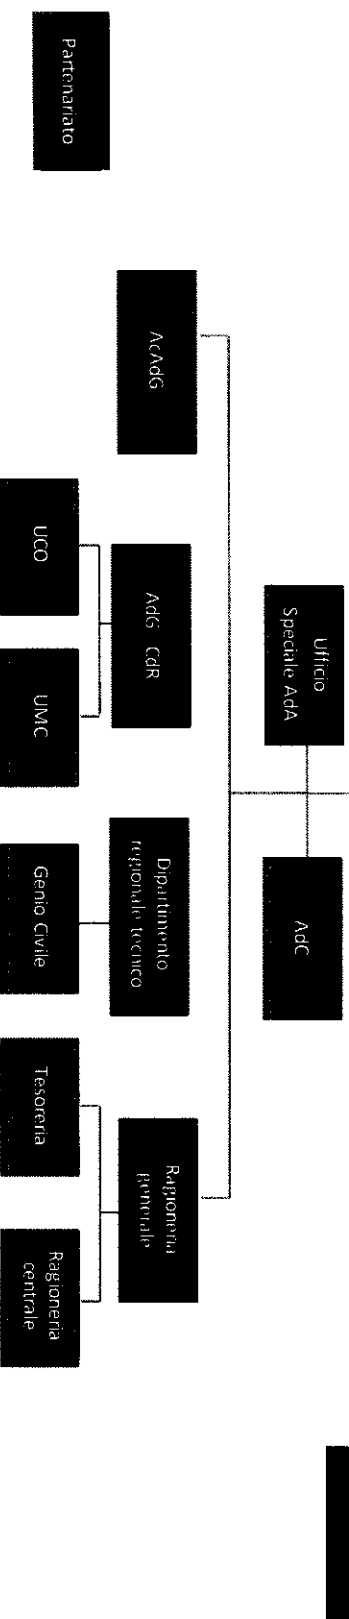 Ufficio
Speciale AdA
AdC
Partenariato
AcAdG
AdG CdR
Dipartimento
regionale tecnico
Ragioneria
generale
UCO
UMC
Genio Civile
Tesoreria
Ragioneria
centrale